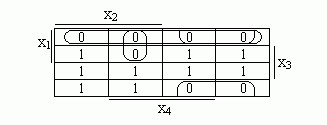 X2
X1 0 0 0 0
1 0 1 1 X3
1 1 1 1
1 1 0 0
X4